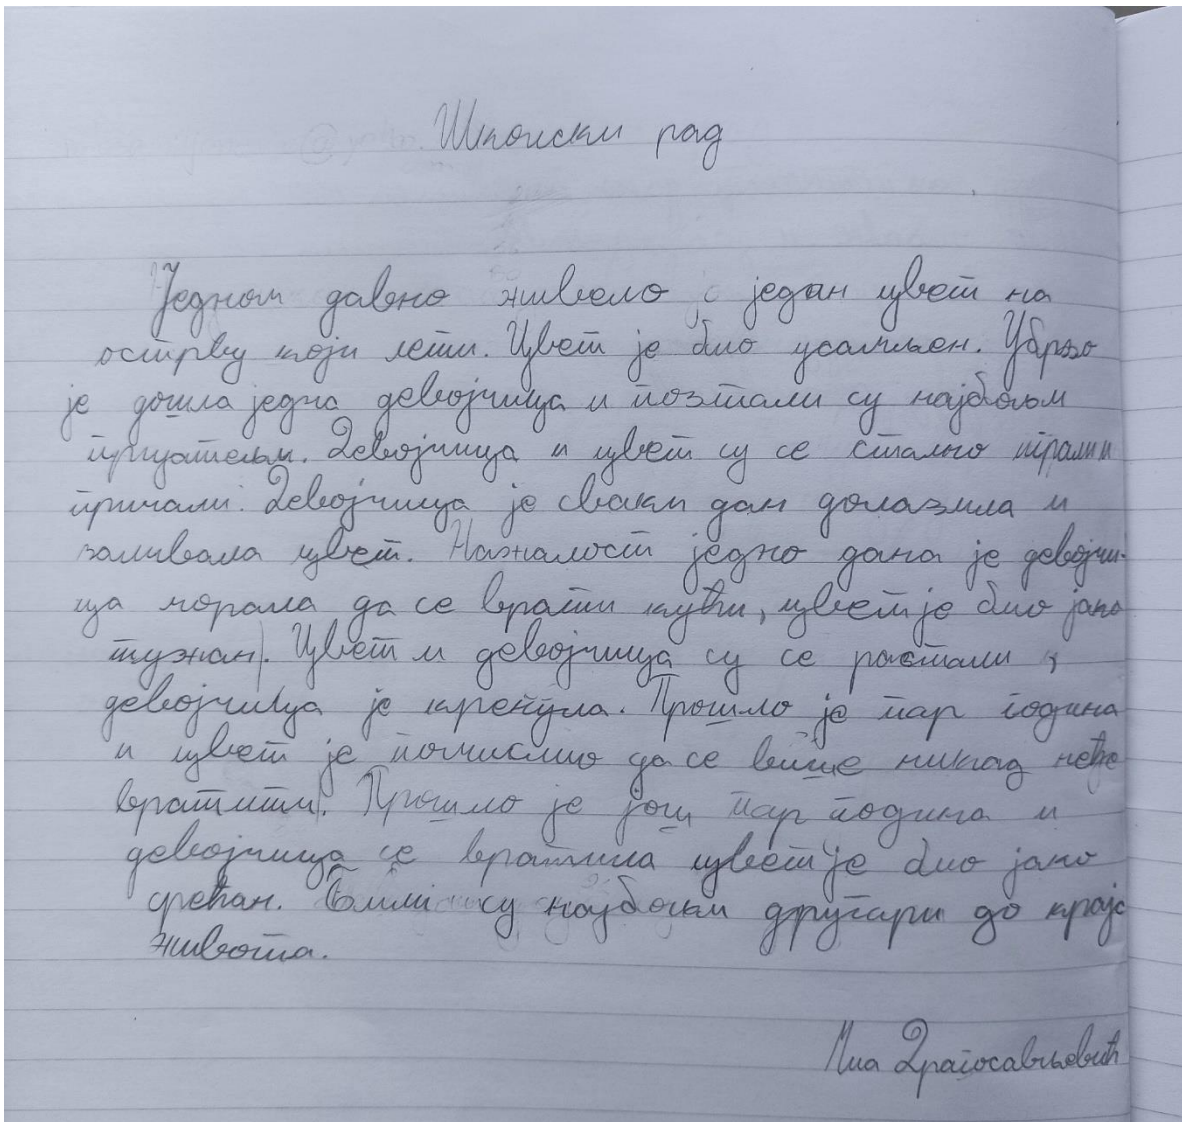 Школски рад
Једном давно живело је један цвет на
острву који лети. Цвет је био усамљен. Убрзо
је дошла једна девојчица и позтали су најбољи
пријатељи. Девојчица и цвет су се стално играли и
причали. Девојчица је сваки дан долазила и
заливала цвет. Нажалост једно дана је девојчи-
ца морала да се врати кући, цвет је био јако
тужан. Цвет и девојчица су се растали и
девојчица је кренула. Прошло је пар година
и цвет је помислио да се више никад неће
вратити. Прошло је још пар година и
девојчица се вратила цвет је био јако
срећан. Били су најбољи другари до краја
живота.
Миа Драгосављевић